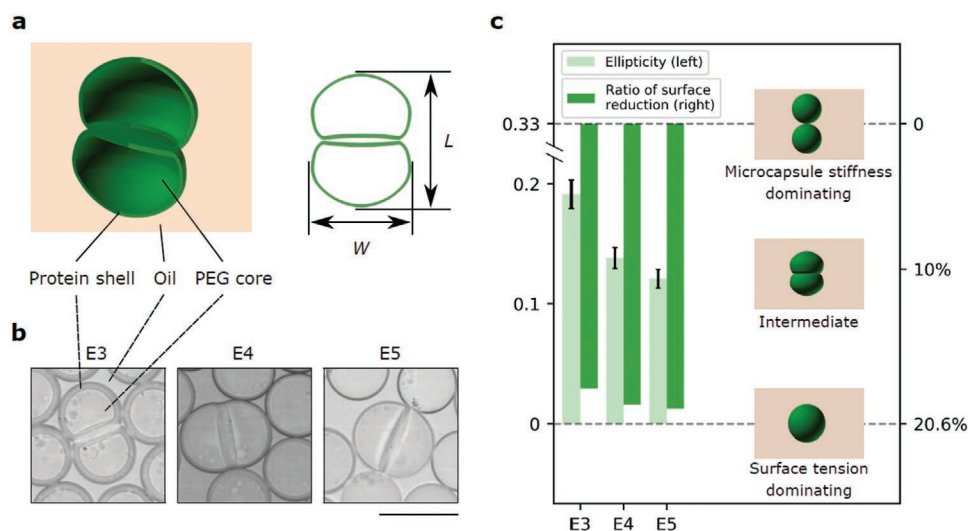 a
L
W
Protein shell
Oil
PEG core
b
E3
E4
E5
c
Ellipticity (left)
Ratio of surface
reduction (right)
0.33
0.2
0.1
0
E3
E4
E5
0
10%
20.6%
Microcapsule stiffness
dominating
Intermediate
Surface tension
dominating